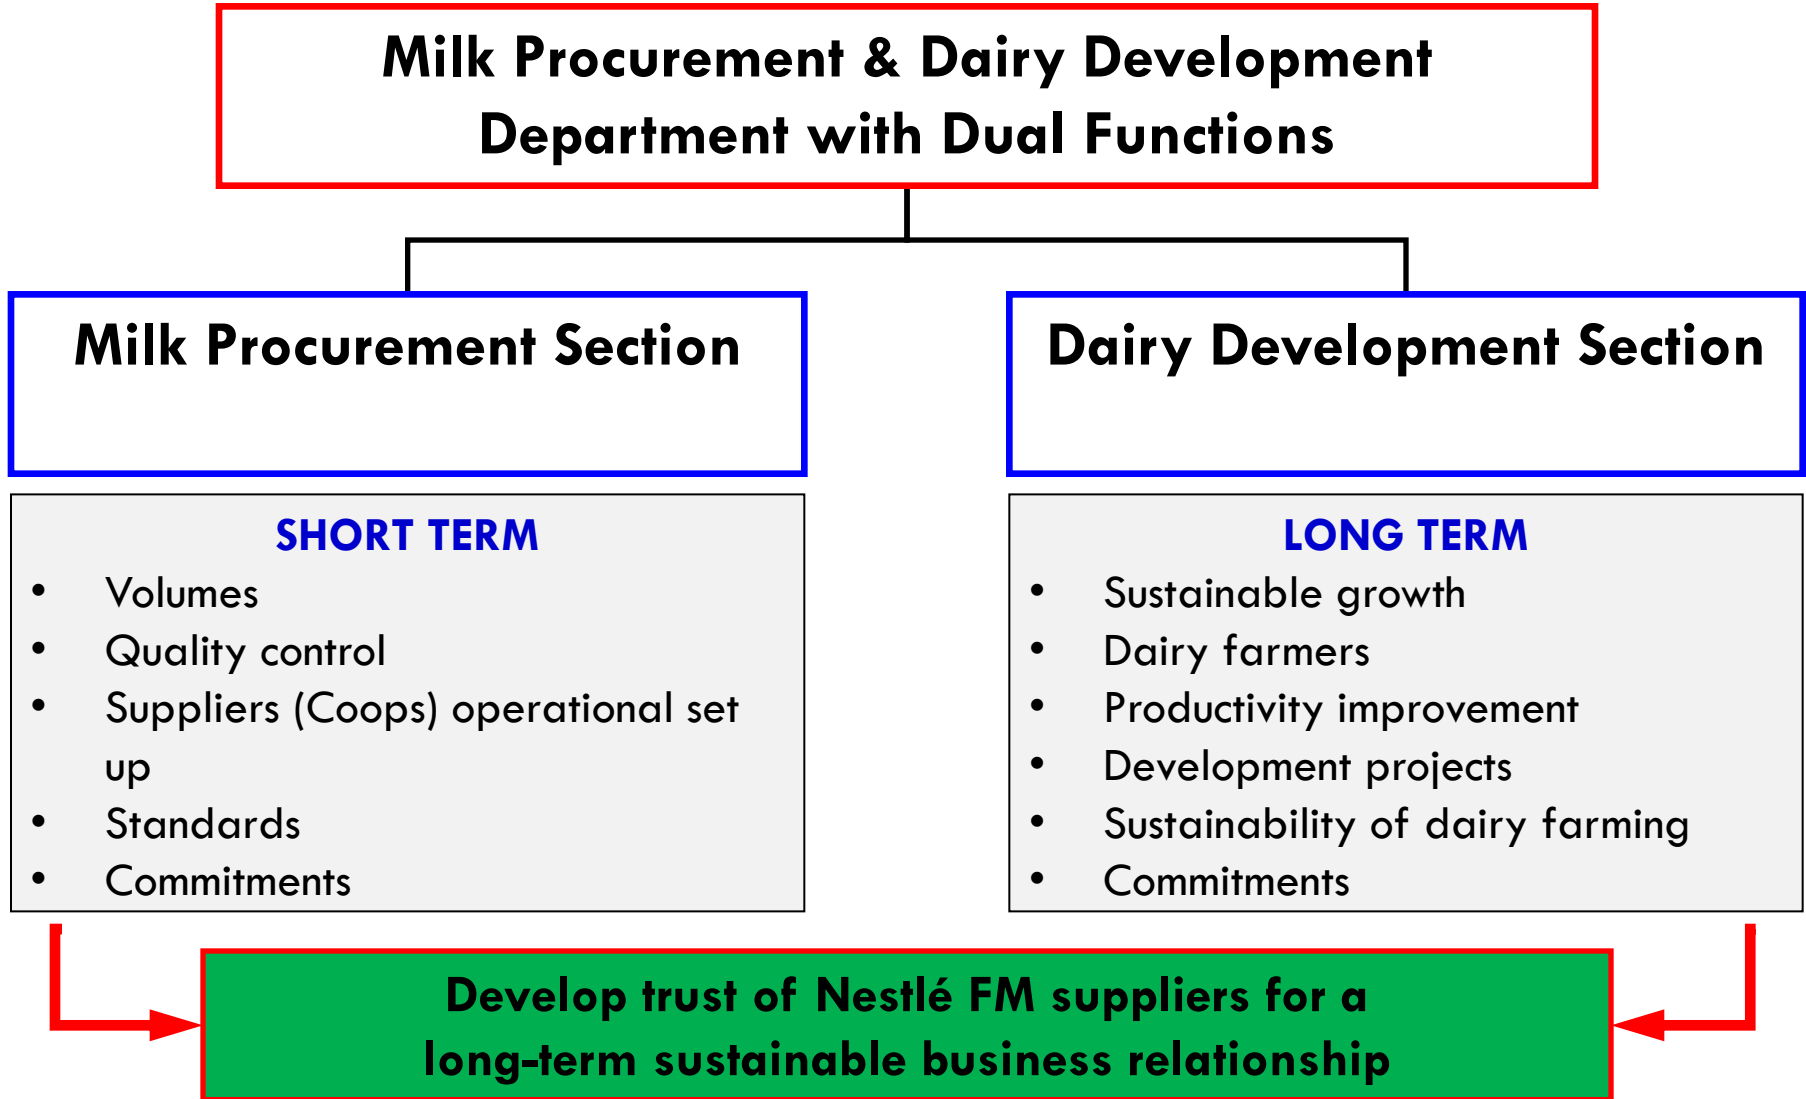 Milk Procurement & Dairy Development
Department with Dual Functions
Milk Procurement Section
Dairy Development Section
SHORT TERM
• Volumes
• Quality control
• Suppliers (Coops) operational set
up
• Standards
• Commitments
LONG TERM
• Sustainable growth
• Dairy farmers
• Productivity improvement
• Development projects
• Sustainability of dairy farming
• Commitments
Develop trust of Nestlé FM suppliers for a
long-term sustainable business relationship